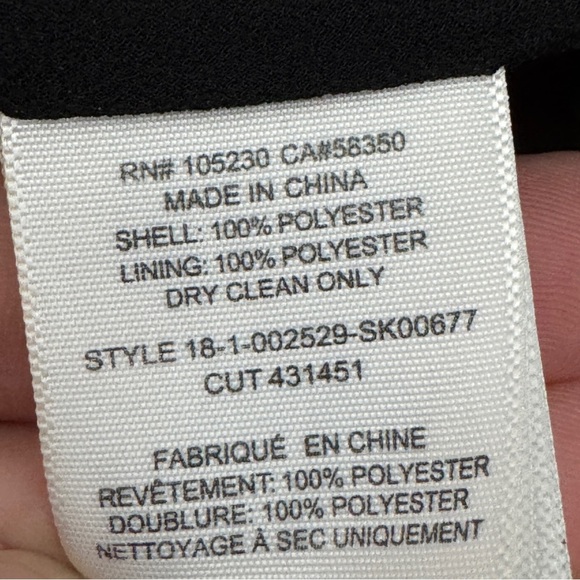 RN# 105230 CA#58350
MADE IN CHINA
SHELL: 100% POLYESTER
LINING: 100% POLYESTER
DRY CLEAN ONLY
STYLE 18-1-002529-SK00677
CUT 431451
FABRIQUÉ EN CHINE
REVÊTEMENT: 100% POLYESTER
DOUBLURE: 100% POLYESTER
NETTOYAGE À SEC UNIQUEMENT